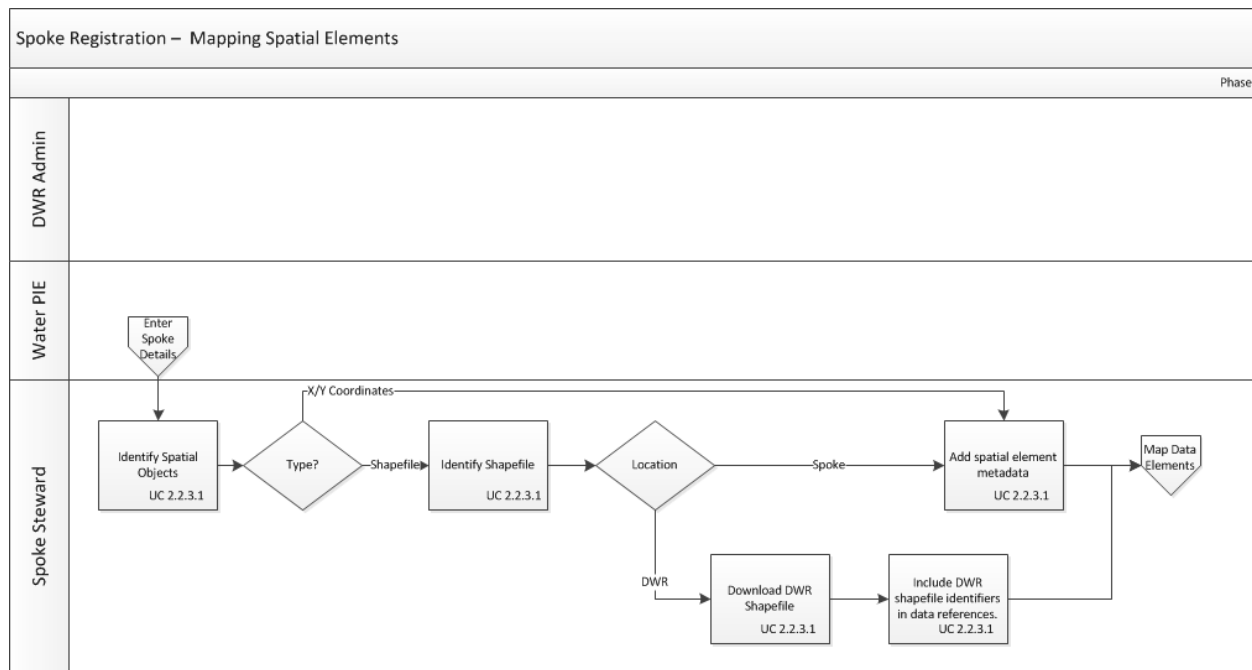 Spoke Registration – Mapping Spatial Elements
Phase
DWR Admin
Water PIE
Enter
Spoke
Details
Spoke Steward
X/Y Coordinates
Identify Spatial
Objects
UC 2.2.3.1
Type?
Shapefile
Identify Shapefile
UC 2.2.3.1
Location
Spoke
Add spatial element
metadata
UC 2.2.3.1
Map Data
Elements
DWR
Download DWR
Shapefile
UC 2.2.3.1
Include DWR
shapefile identifiers
in data references.
UC 2.2.3.1